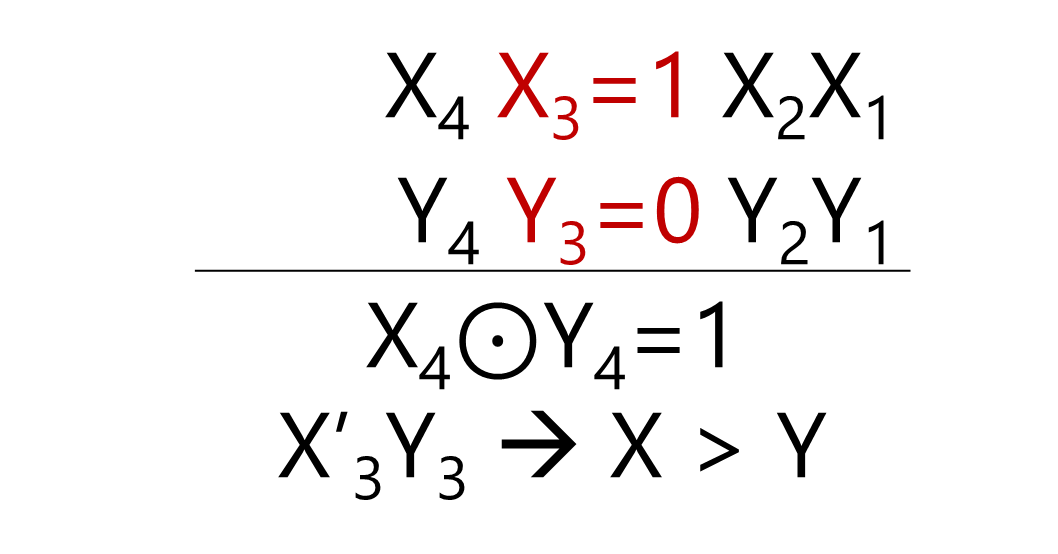 X₄ X₃=1 X₂X₁
Y₄ Y₃=0 Y₂Y₁
X₄⊙Y₄=1
X′₃Y₃ → X > Y